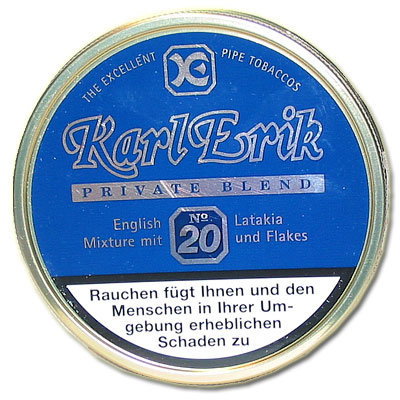 THE EXCELLENT PIPE TOBACCOS
Karl Erik
PRIVATE BLEND
English Nº Latakia
Mixture mit 20 und Flakes
Rauchen fügt Ihnen und den
Menschen in Ihrer Um-
gebung erheblichen
Schaden zu